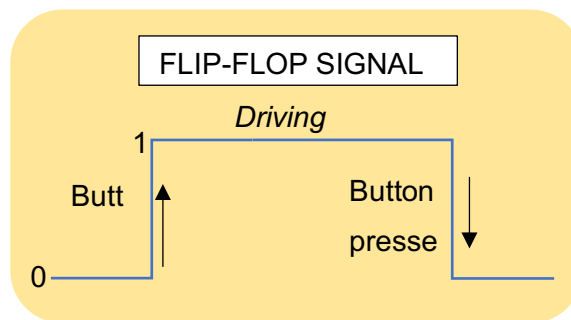 FLIP-FLOP SIGNAL
Driving
1
Butt
Button
presse
0